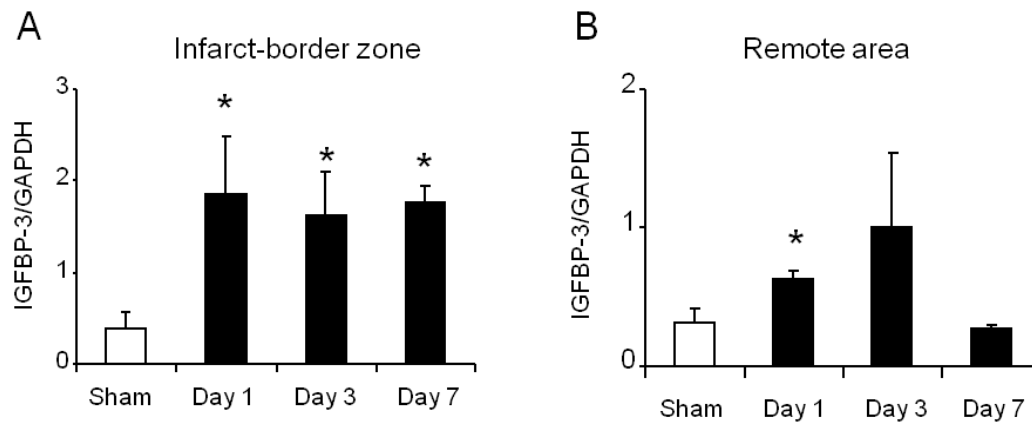 A
Infarct-border zone
IGFBP-3/GAPDH
3
2
1
0
*
*
*
Sham Day 1 Day 3 Day 7
B
Remote area
IGFBP-3/GAPDH
2
1
0
*
Sham Day 1 Day 3 Day 7